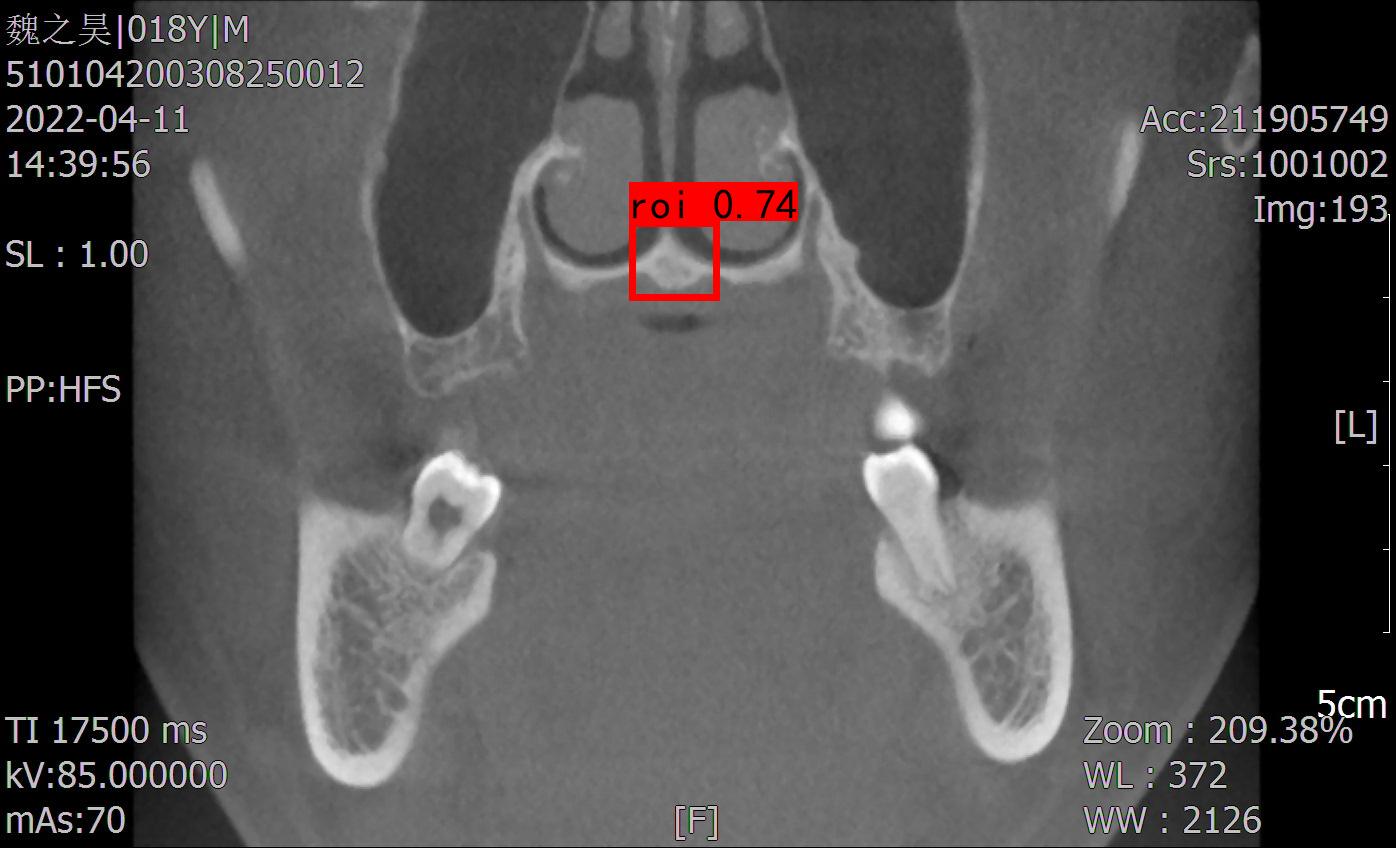 魏之昊|018Y|M
510104200308250012
2022-04-11
14:39:56
SL : 1.00
PP:HFS
Acc:211905749
Srs:1001002
Img:193
roi 0.74
[L]
5cm
TI 17500 ms
kV:85.000000
mAs:70
[F]
Zoom : 209.38%
WL : 372
WW : 2126